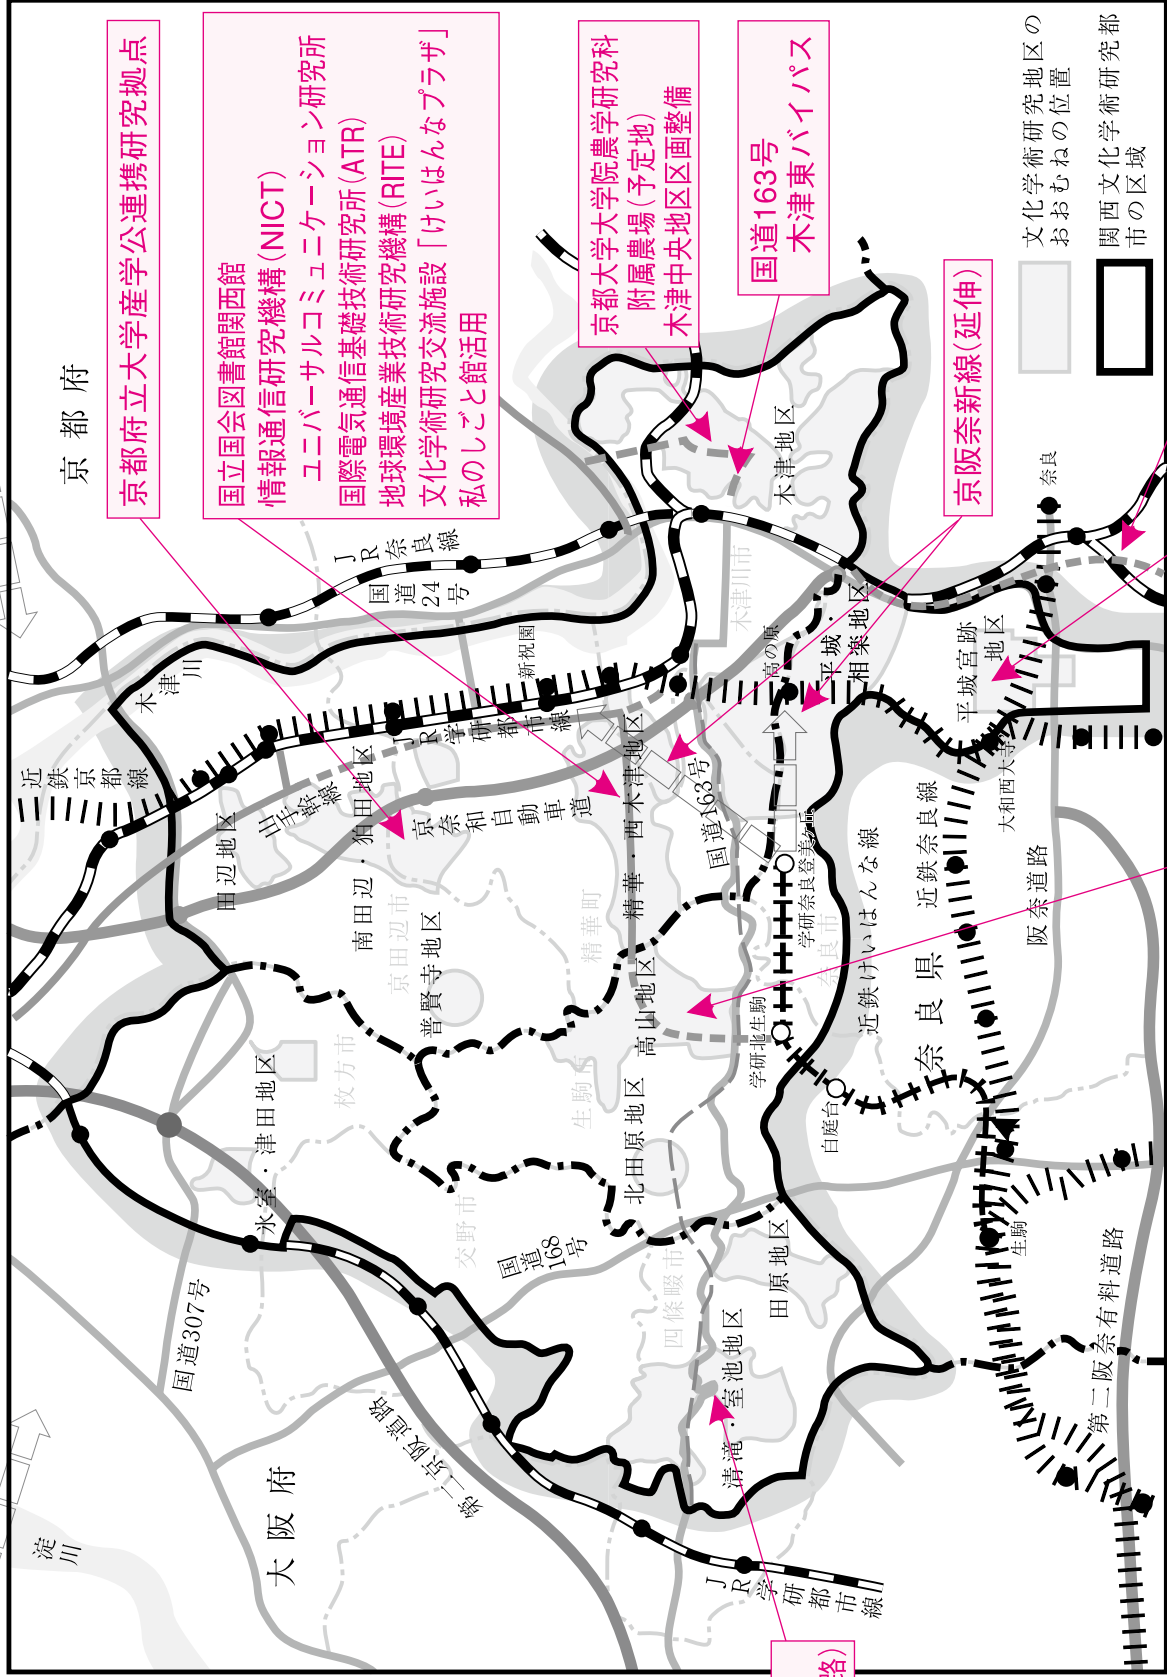 京都府
京都府立大学産学公連携研究拠点
国立国会図書館関西館
情報通信研究機構(NICT)
ユニバーサルコミュニケーション研究所
国際電気通信基礎技術研究所(ATR)
地球環境産業技術研究機構(RITE)
文化学術研究交流施設「けいはんなプラザ」
私のしごと館活用
京都大学大学院農学研究科
附属農場(予定地)
木津中央地区区画整備
国道163号
木津東バイパス
京阪奈新線(延伸)
文化学術研究地区の
おおむねの位置
関西文化学術研究都
市の区域
近鉄京都線
木津川
JR奈良線
国道24号
新祝園
JR学研都市線
山手幹線
京奈和自動車道
田辺地区
南田辺・狛田地区
京田辺市
普賢寺地区
精華町
精華・西木津地区
国道163号
木津川市
木津地区
高の原
平城・
相楽地区
奈良
平城宮跡
地区
大和西大寺
近鉄奈良線
阪奈道路
学研奈良登美ケ丘
奈良市
近鉄けいはんな線
奈良県
高山地区
学研北生駒
生駒市
北田原地区
白庭台
枚方市
氷室・津田地区
交野市
国道168号
国道307号
四條畷市
田原地区
清滝・室池地区
生駒
第二阪奈有料道路
第二京阪道路
大阪府
淀川
JR学研都市線
路)